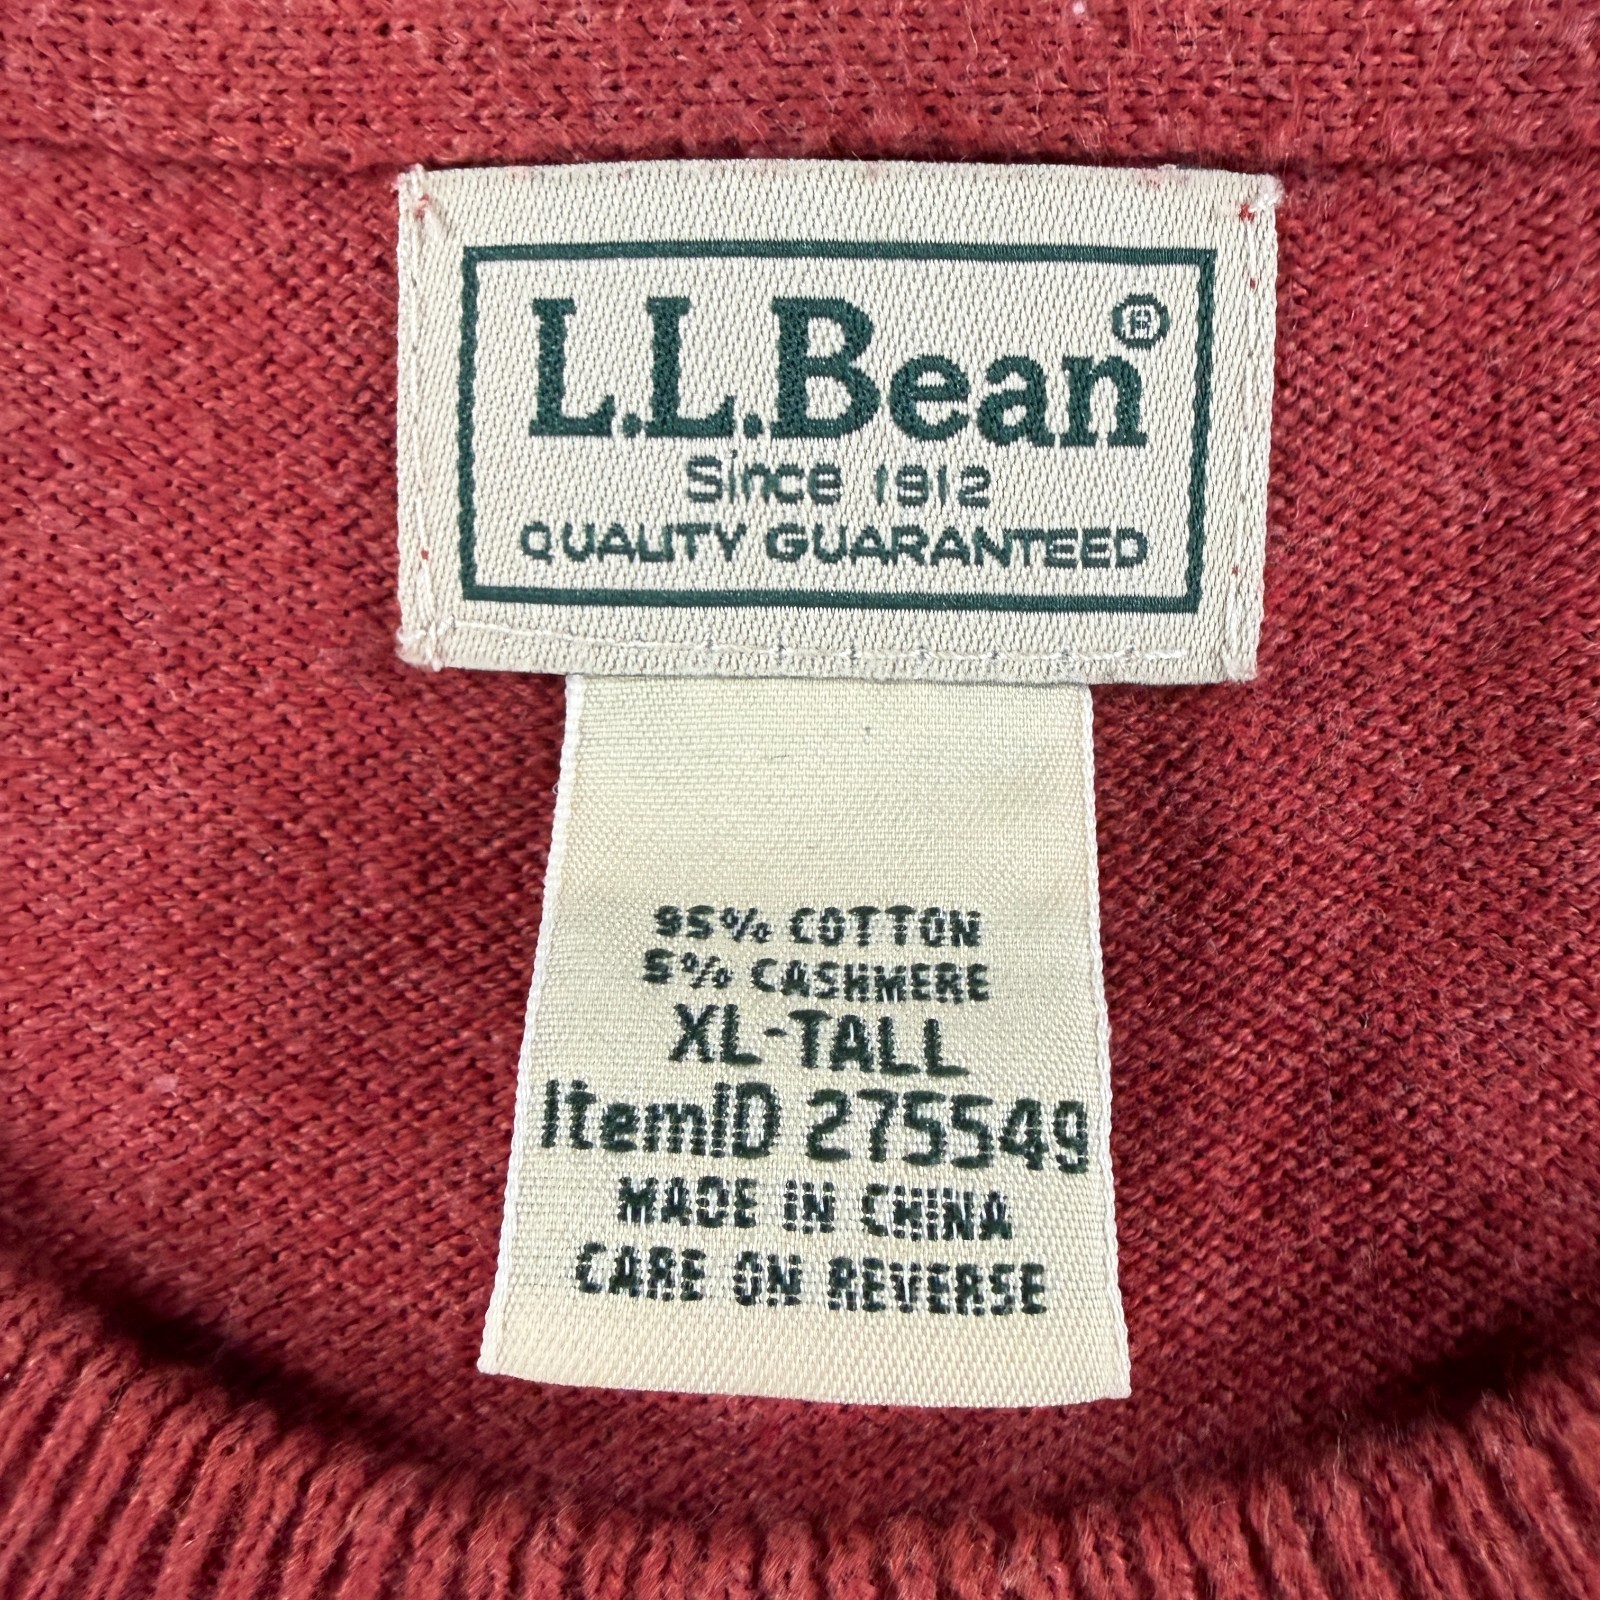 L.L.Bean®
Since 1912
QUALITY GUARANTEED
95% COTTON
5% CASHMERE
XL-TALL
ItemID 275549
MADE IN CHINA
CARE ON REVERSE